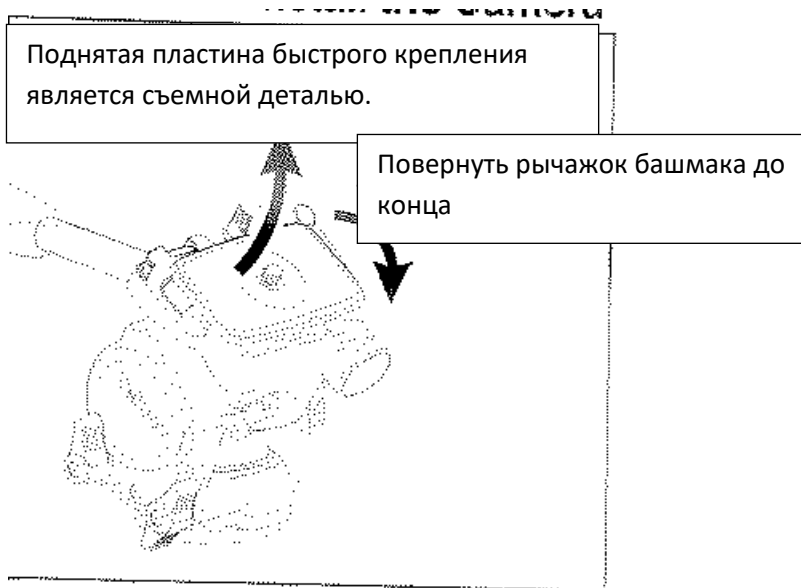 Поднятая пластина быстрого крепления
является съемной деталью.
Повернуть рычажок башмака до
конца